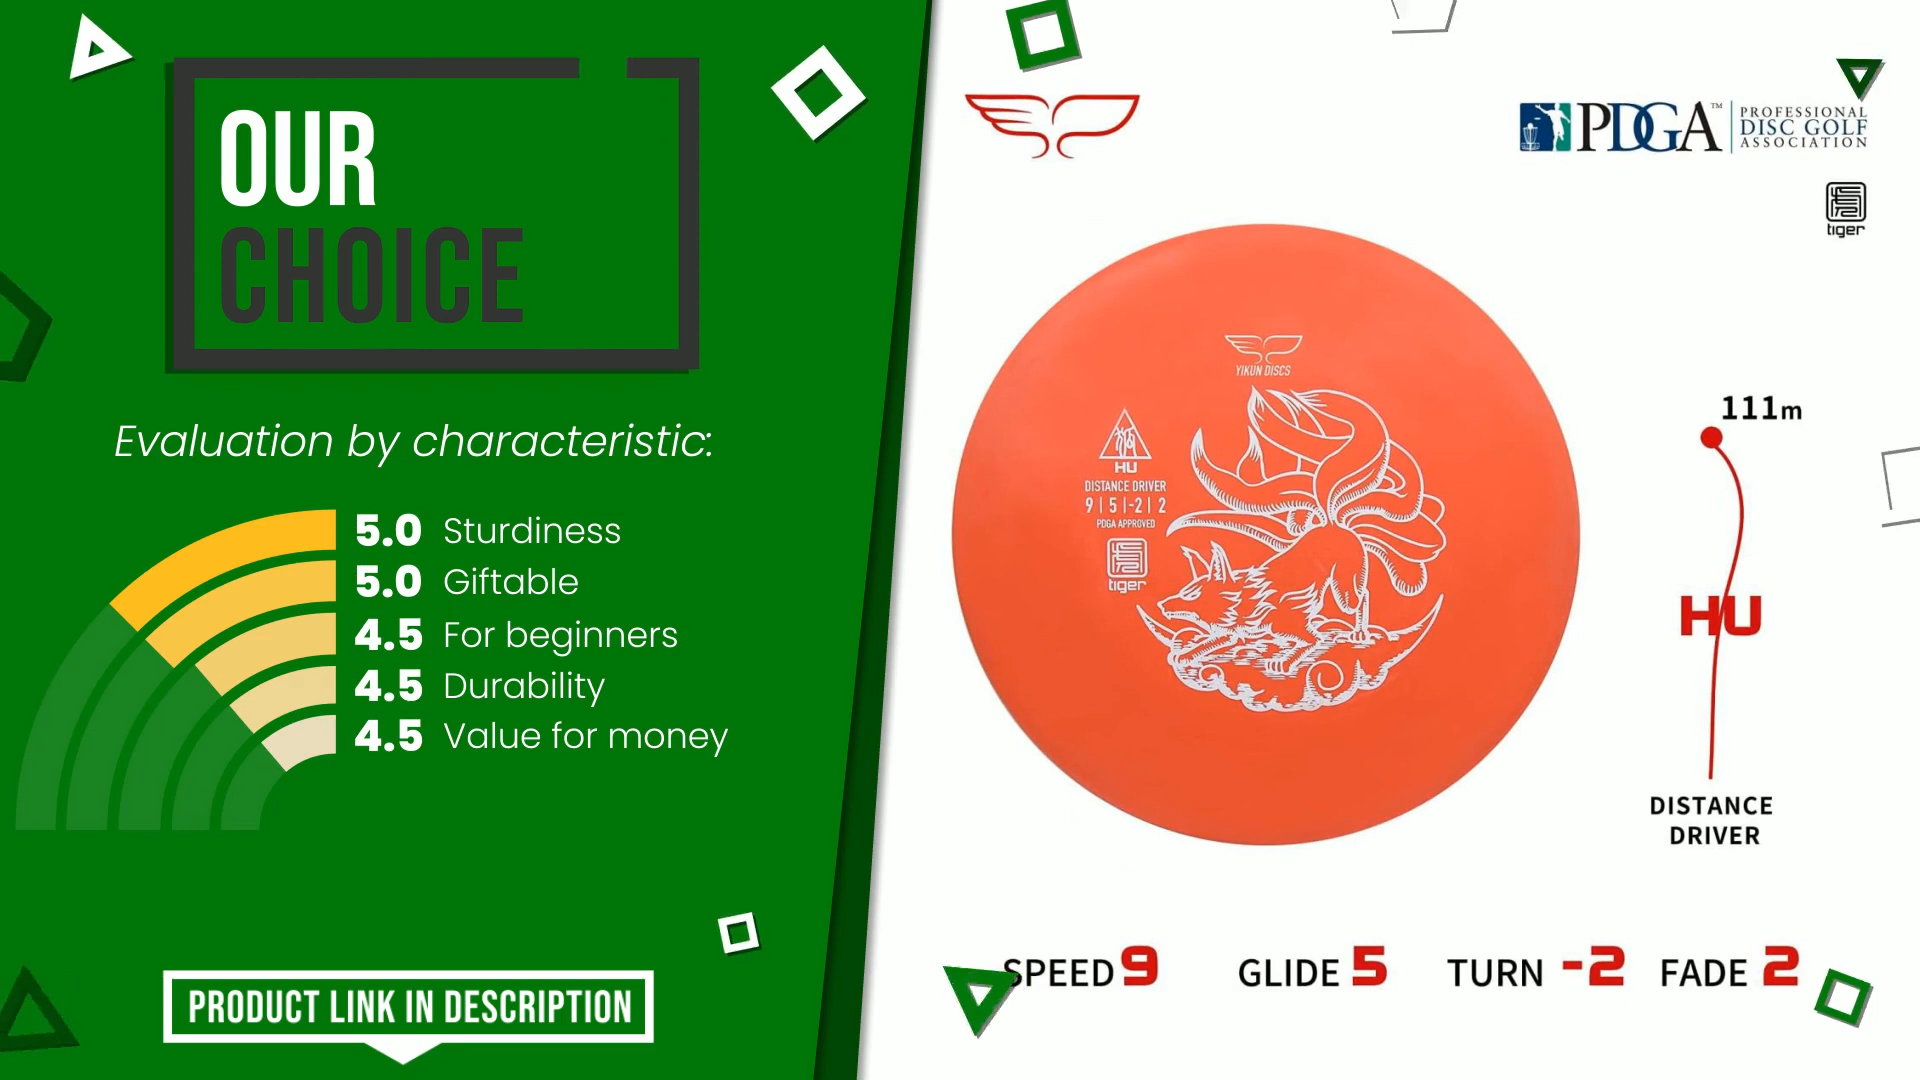 OUR
CHOICE
Evaluation by characteristic:
5.0 Sturdiness
5.0 Giftable
4.5 For beginners
4.5 Durability
4.5 Value for money
PRODUCT LINK IN DESCRIPTION
PDGA™
PROFESSIONAL
DISC GOLF
ASSOCIATION
tiger
YIKUN DISCS
HU
DISTANCE DRIVER
9 | 5 | -2 | 2
PDGA APPROVED
tiger
111m
HU
DISTANCE
DRIVER
SPEED 9 GLIDE 5 TURN -2 FADE 2